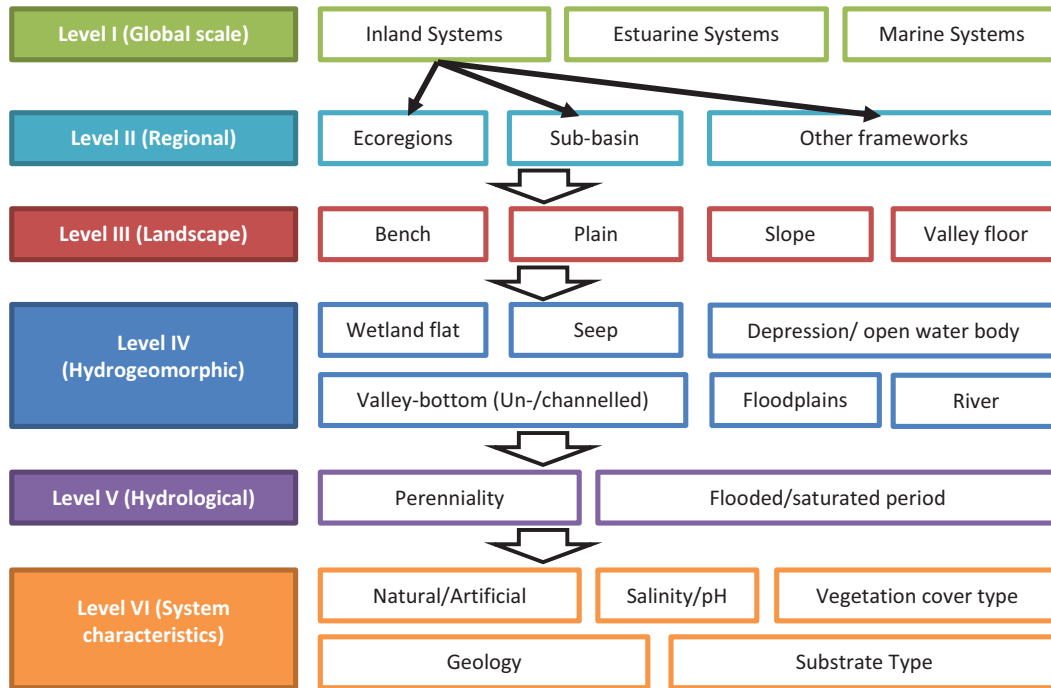 Level I (Global scale)
Inland Systems
Estuarine Systems
Marine Systems
Level II (Regional)
Ecoregions
Sub-basin
Other frameworks
Level III (Landscape)
Bench
Plain
Slope
Valley floor
Level IV
(Hydrogeomorphic)
Wetland flat
Seep
Depression/ open water body
Valley-bottom (Un-/channelled)
Floodplains
River
Level V (Hydrological)
Perenniality
Flooded/saturated period
Level VI (System
characteristics)
Natural/Artificial
Salinity/pH
Vegetation cover type
Geology
Substrate Type